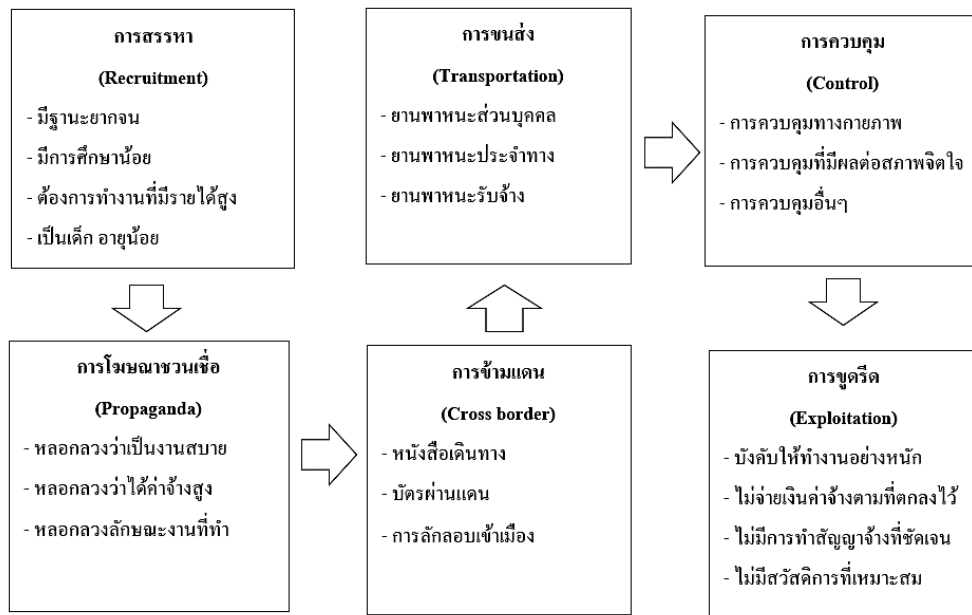 การสรรหา
(Recruitment)
- มีฐานะยากจน
- มีการศึกษาน้อย
- ต้องการทำงานที่มีรายได้สูง
- เป็นเด็ก อายุน้อย
การโฆษณาชวนเชื่อ
(Propaganda)
- หลอกลวงว่าเป็นงานสบาย
- หลอกลวงว่าได้ค่าจ้างสูง
- หลอกลวงลักษณะงานที่ทำ
การข้ามแดน
(Cross border)
- หนังสือเดินทาง
- บัตรผ่านแดน
- การลักลอบเข้าเมือง
การขนส่ง
(Transportation)
- ยานพาหนะส่วนบุคคล
- ยานพาหนะประจำทาง
- ยานพาหนะรับจ้าง
การควบคุม
(Control)
- การควบคุมทางกายภาพ
- การควบคุมที่มีผลต่อสภาพจิตใจ
- การควบคุมอื่นๆ
การขูดรีด
(Exploitation)
- บังคับให้ทำงานอย่างหนัก
- ไม่จ่ายเงินค่าจ้างตามที่ตกลงไว้
- ไม่มีการทำสัญญาจ้างที่ชัดเจน
- ไม่มีสวัสดิการที่เหมาะสม